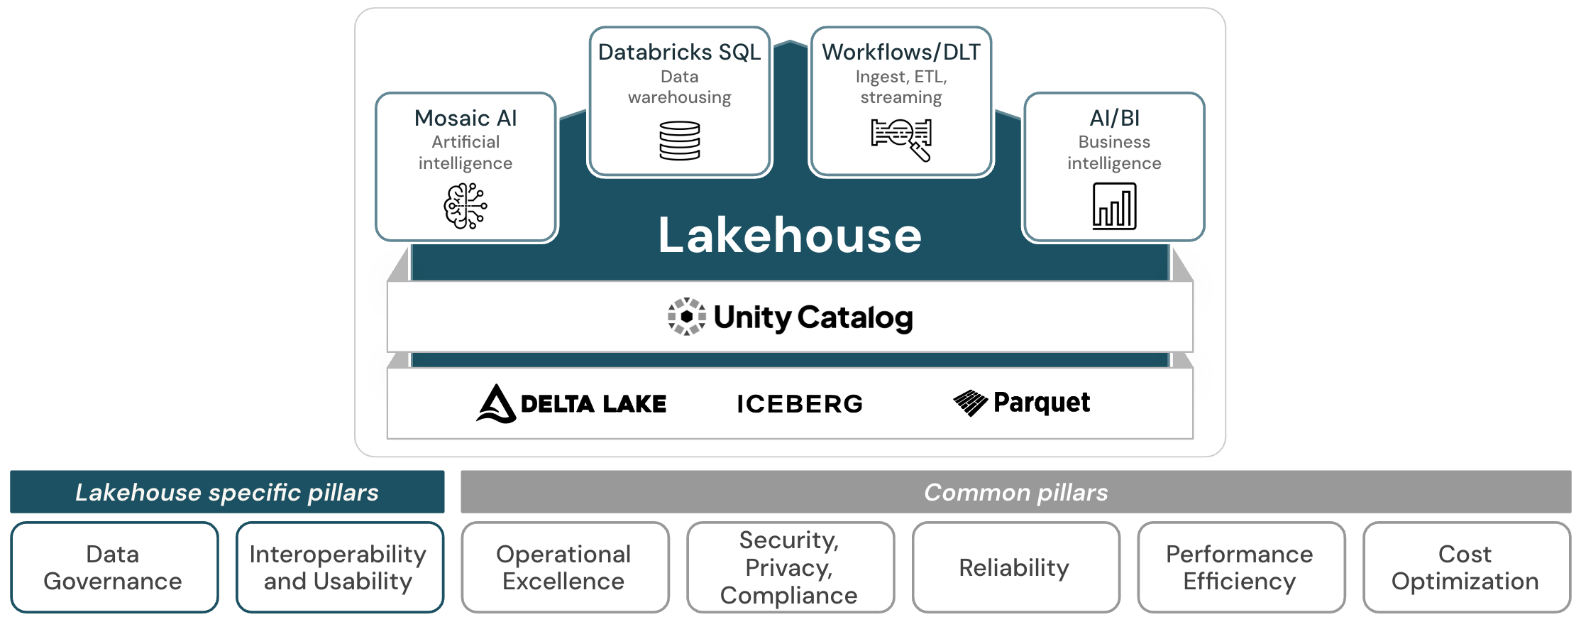 Databricks SQL
Data
warehousing
Workflows/DLT
Ingest, ETL,
streaming
Mosaic AI
Artificial
intelligence
AI/BI
Business
intelligence
Lakehouse
Unity Catalog
DELTA LAKE
ICEBERG
Parquet
Lakehouse specific pillars
Common pillars
Data
Governance
Interoperability
and Usability
Operational
Excellence
Security,
Privacy,
Compliance
Reliability
Performance
Efficiency
Cost
Optimization